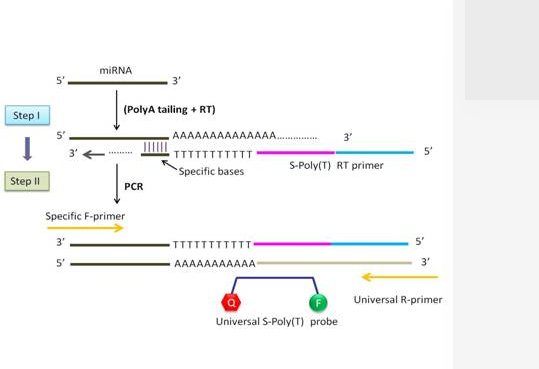 miRNA
5’ 3’
(PolyA tailing + RT)
Step I
5’ AAAAAAAAAAAAAA............... 3’
3’ ......... TTTTTTTTTTT 5’
S-Poly(T) RT primer
Specific bases
Step II
PCR
Specific F-primer
3’ TTTTTTTTTTT 5’
5’ AAAAAAAAAAA 3’
Q F
Universal R-primer
Universal S-Poly(T) probe